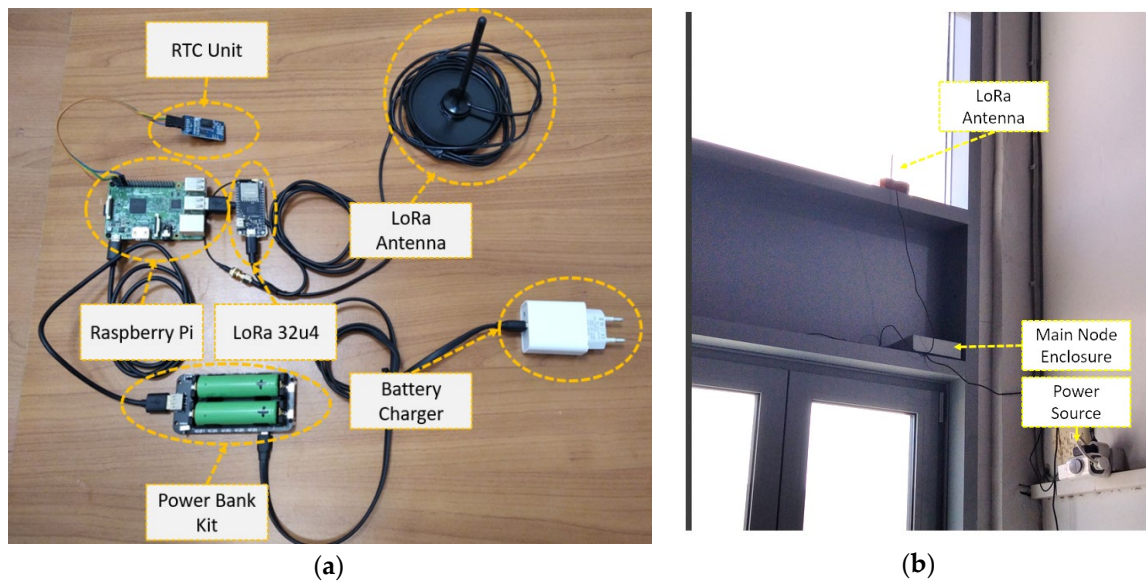 RTC Unit
LoRa
Antenna
Raspberry Pi
LoRa 32u4
Battery
Charger
Power Bank
Kit
(a)
LoRa
Antenna
Main Node
Enclosure
Power
Source
(b)